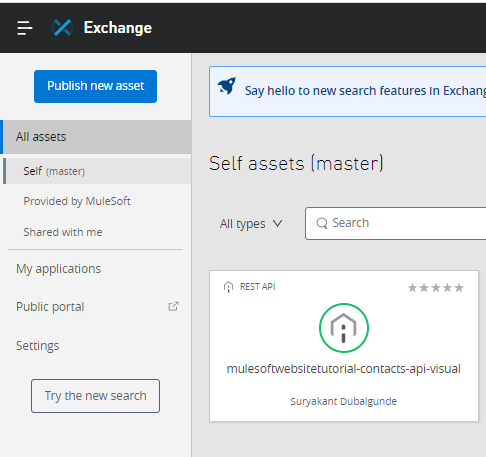 Exchange
Publish new asset
All assets
Self (master)
Provided by MuleSoft
Shared with me
My applications
Public portal
Settings
Try the new search
Say hello to new search features In Exchang
Self assets (master)
All types
Search
REST API
mulesoftwebsitetutorial-contacts-api-visual
Suryakant Dubalgunde